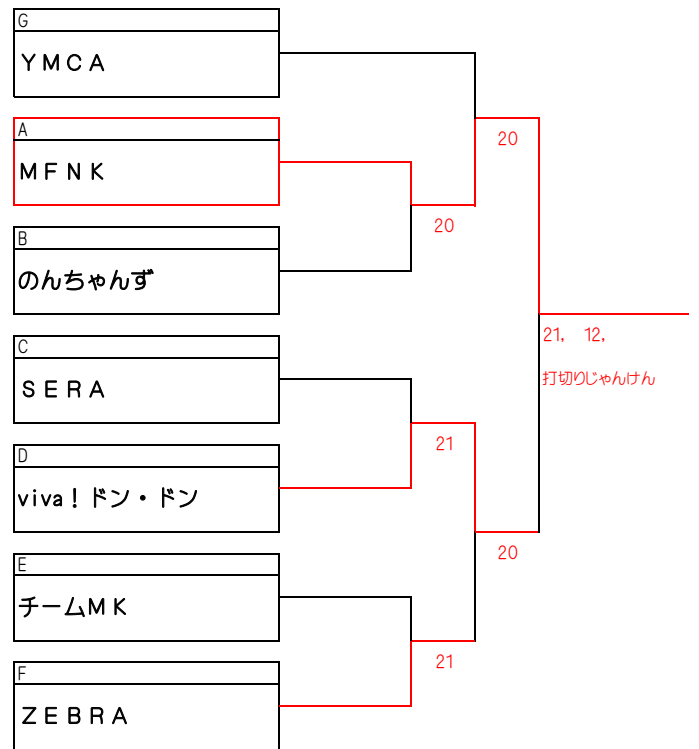 G
ＹＭＣＡ
A
ＭＦＮＫ
20
20
B
のんちゃんず
21,　12,
C
打切りじゃんけん
ＳＥＲＡ
21
D
viva！ドン・ドン
20
E
チームＭＫ
21
F
ＺＥＢＲＡ